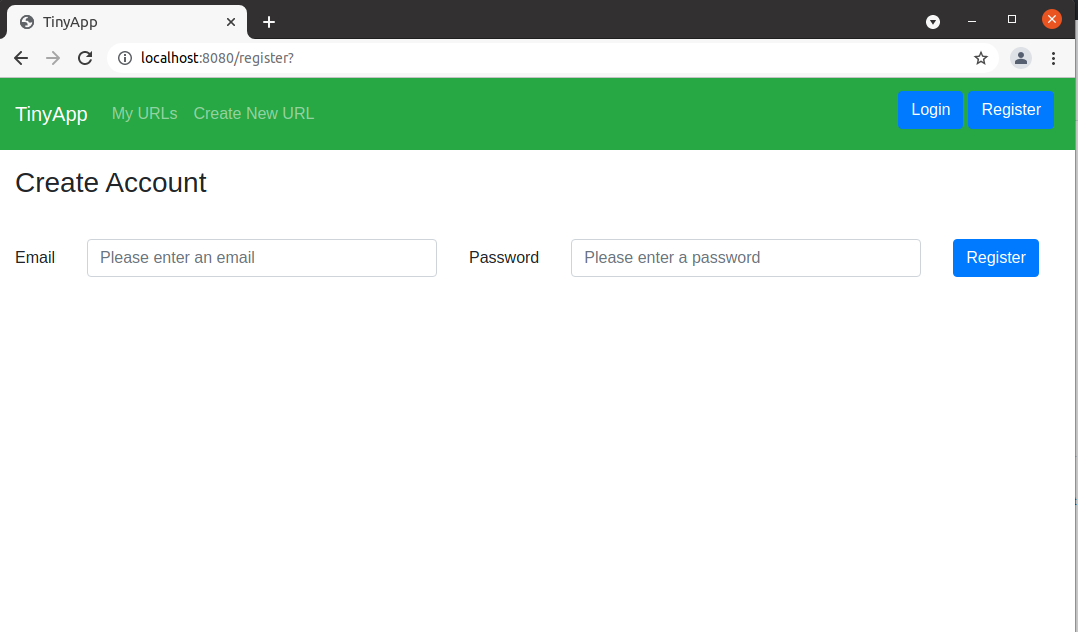 TinyApp
localhost:8080/register?
TinyApp My URLs Create New URL Login Register
Create Account
Email Please enter an email Password Please enter a password Register